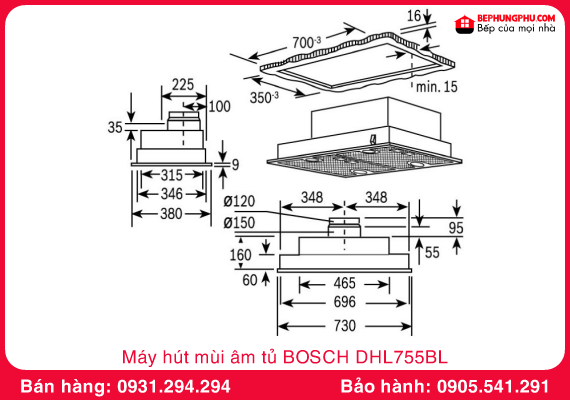 BEPHUNGPHU.COM
Bếp của mọi nhà
16
700-3
350-3
min. 15
225
100
35
9
315
346
380
348 348
Ø120
Ø150
95
55
160
60
465
696
730
Máy hút mùi âm tủ BOSCH DHL755BL
Bán hàng: 0931.294.294
Bảo hành: 0905.541.291